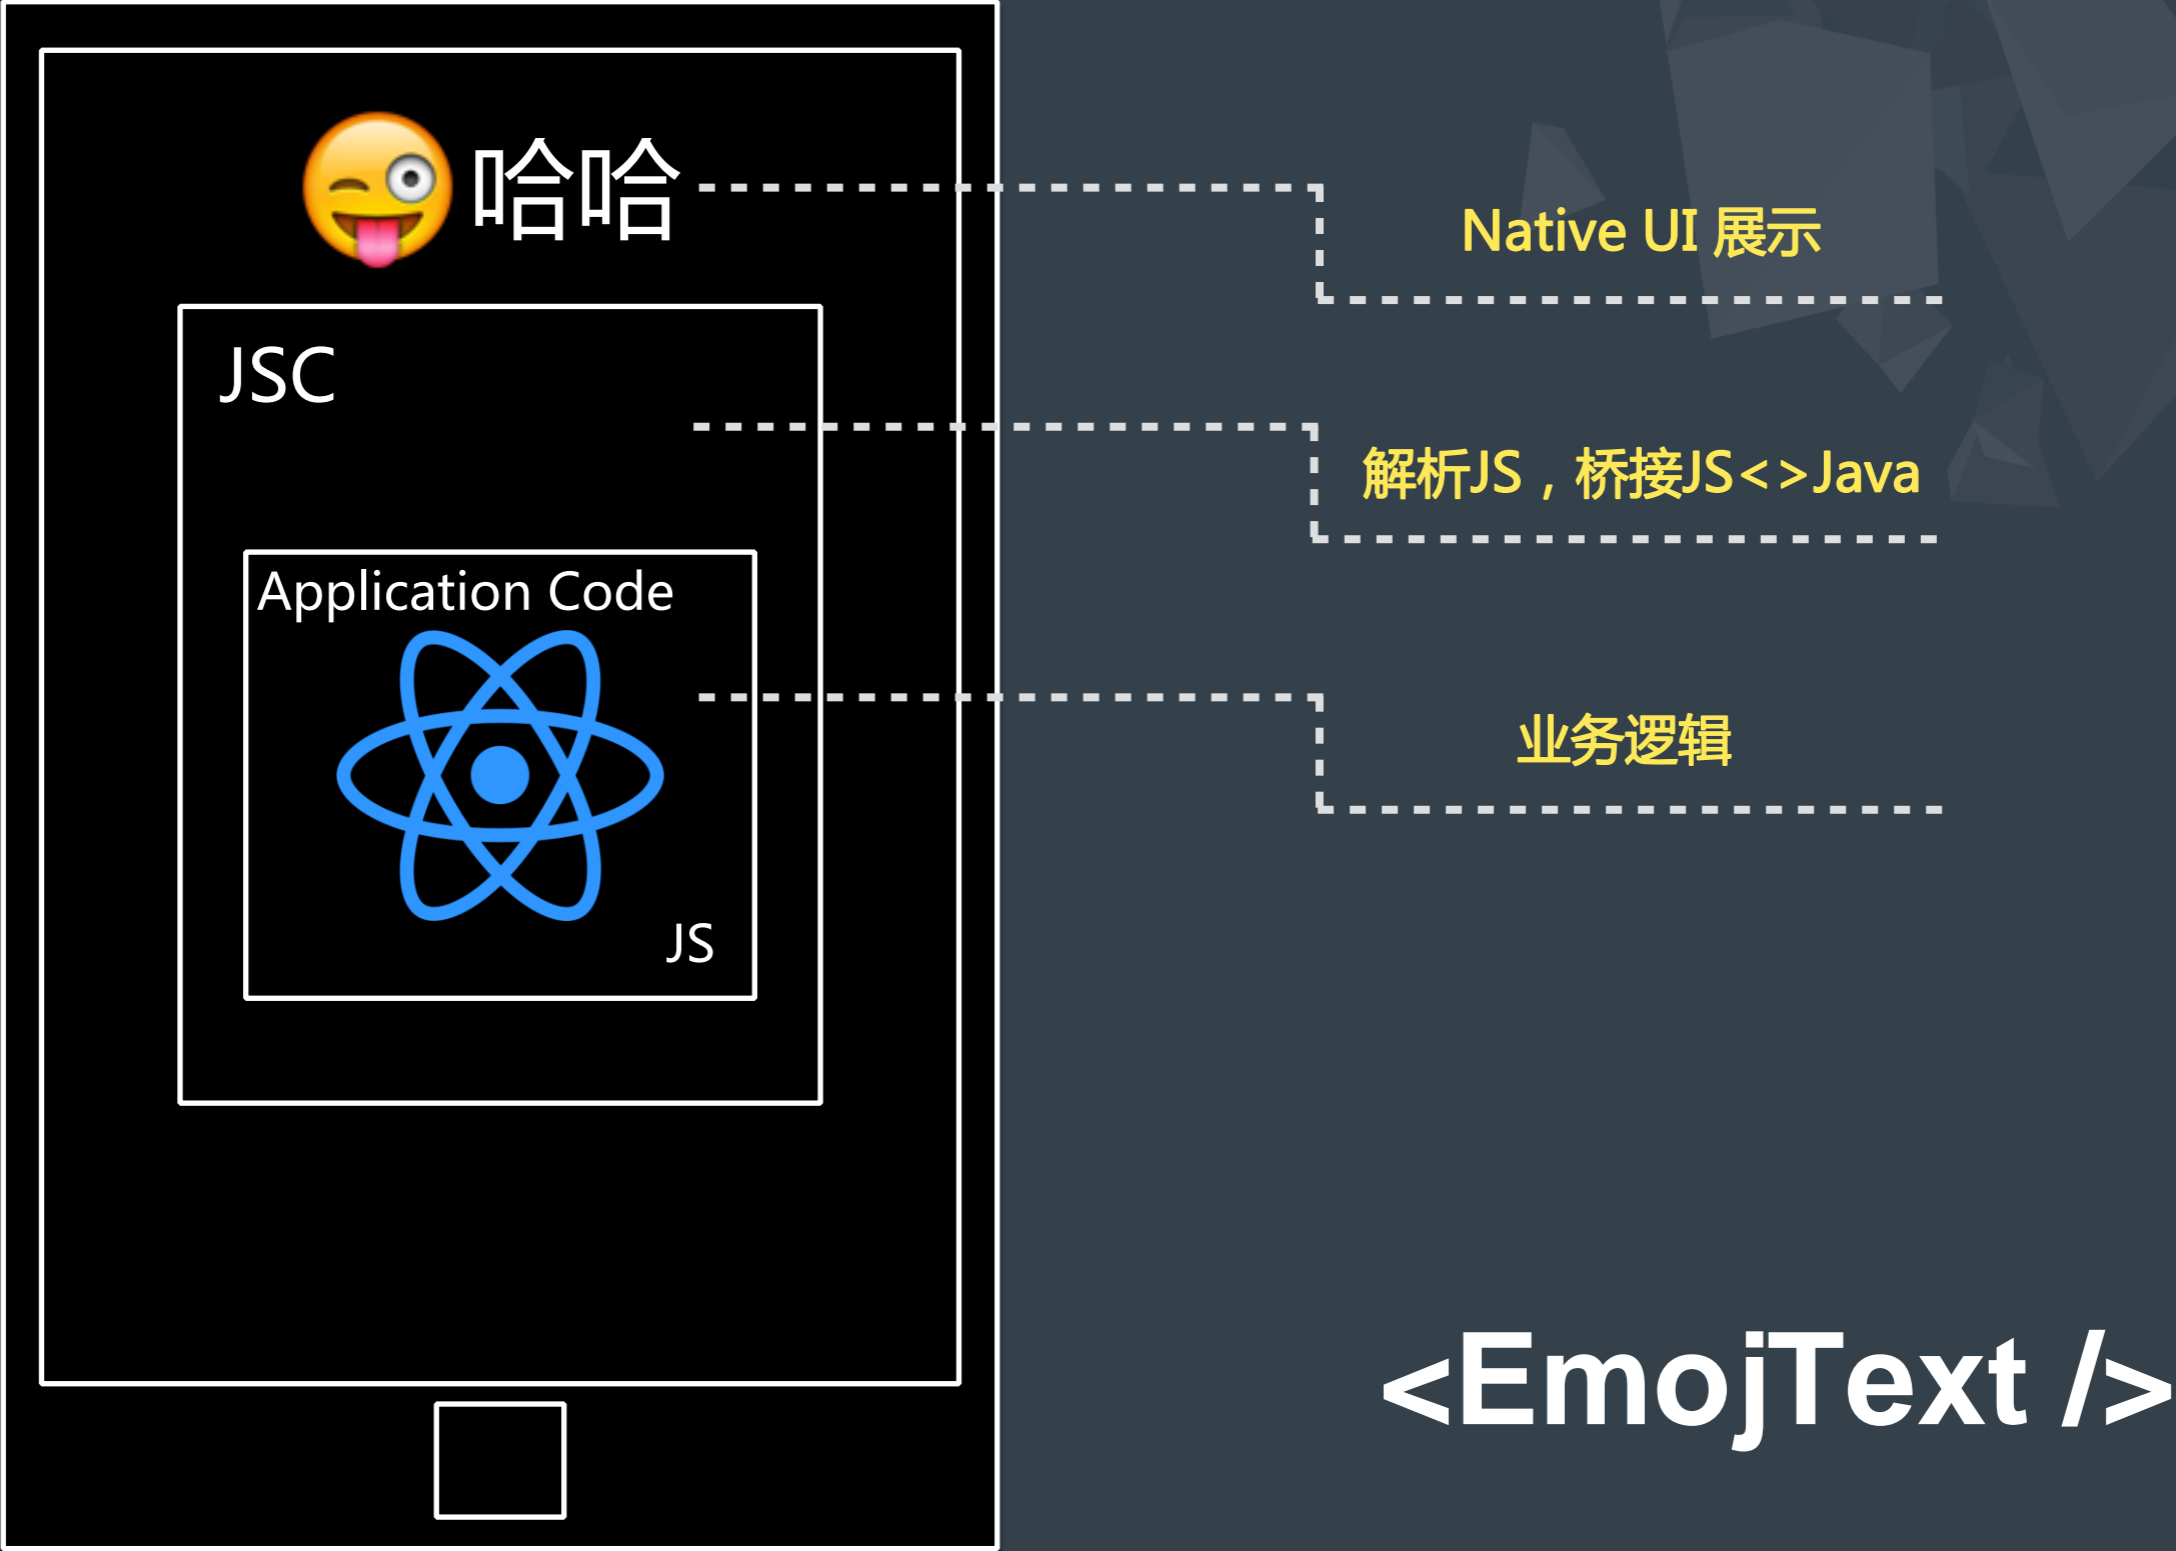 😜哈哈
Native UI 展示
JSC
解析JS，桥接JS<>Java
Application Code
业务逻辑
JS
<EmojText />